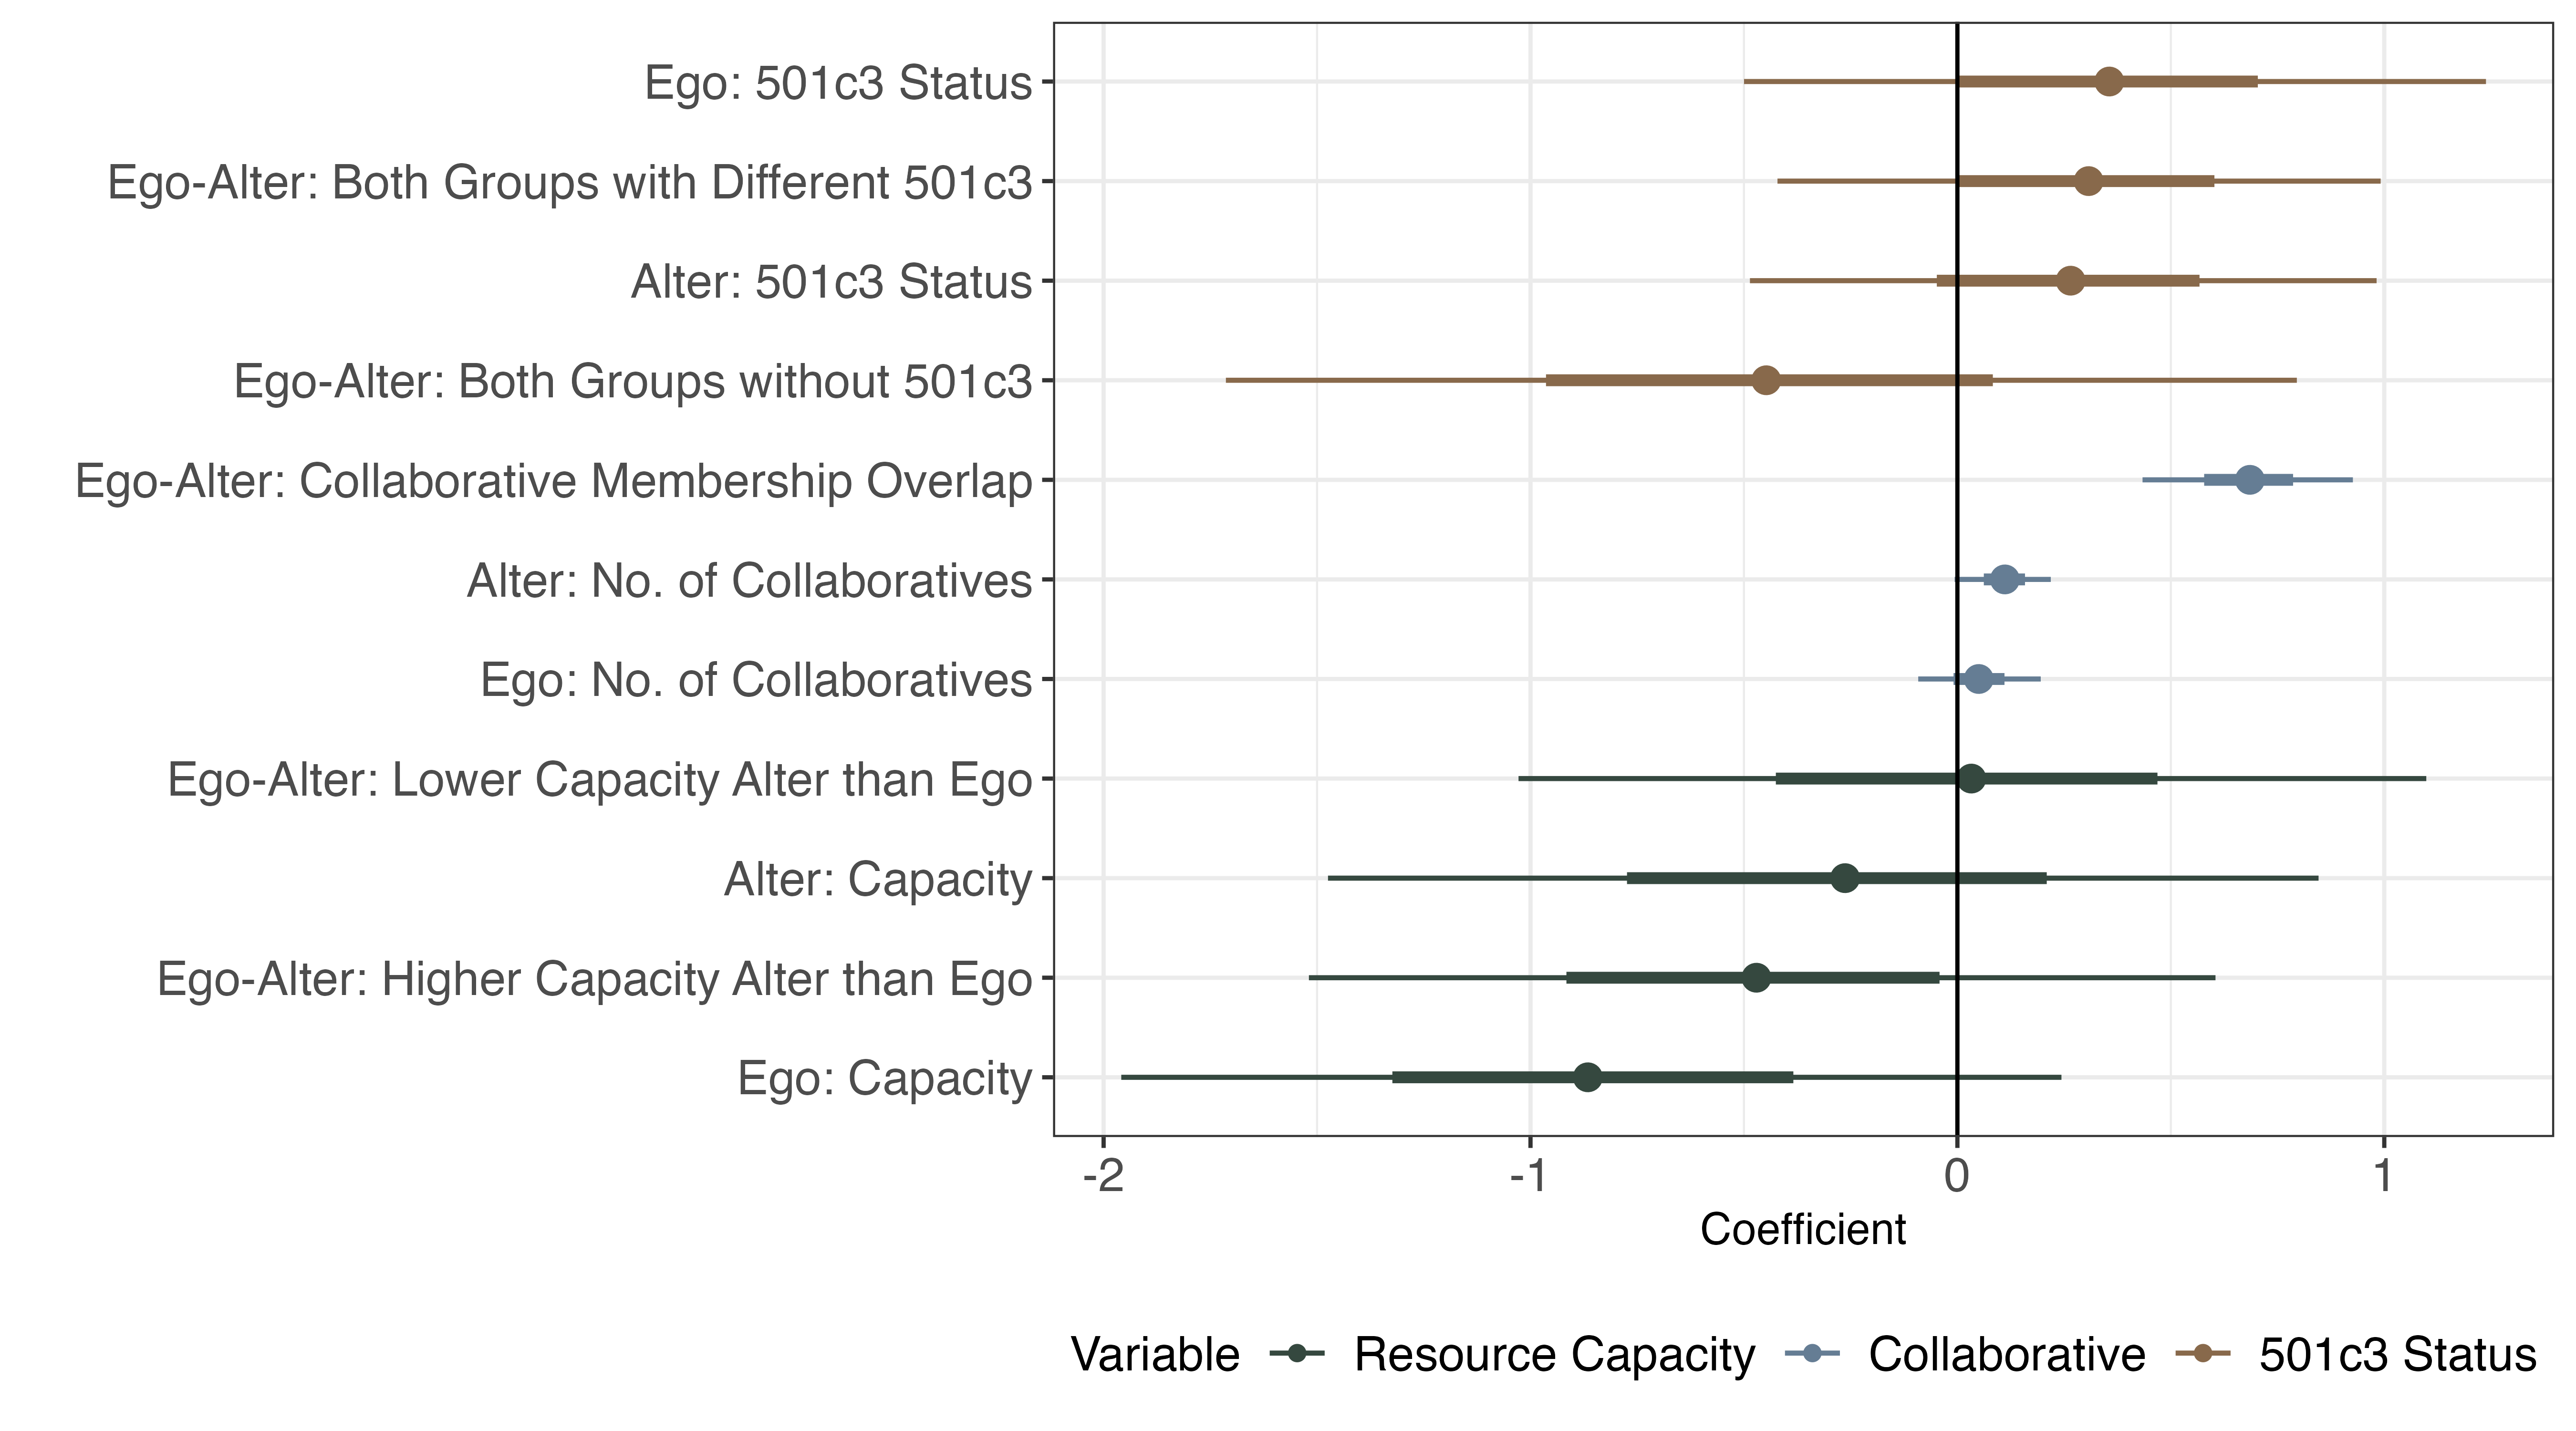 Ego: 501c3 Status
Ego-Alter: Both Groups with Different 501c3
Alter: 501c3 Status
Ego-Alter: Both Groups without 501c3
Ego-Alter: Collaborative Membership Overlap
Alter: No. of Collaboratives
Ego: No. of Collaboratives
Ego-Alter: Lower Capacity Alter than Ego
Alter: Capacity
Ego-Alter: Higher Capacity Alter than Ego
Ego: Capacity
-2 -1 0 1
Coefficient
Variable Resource Capacity Collaborative 501c3 Status